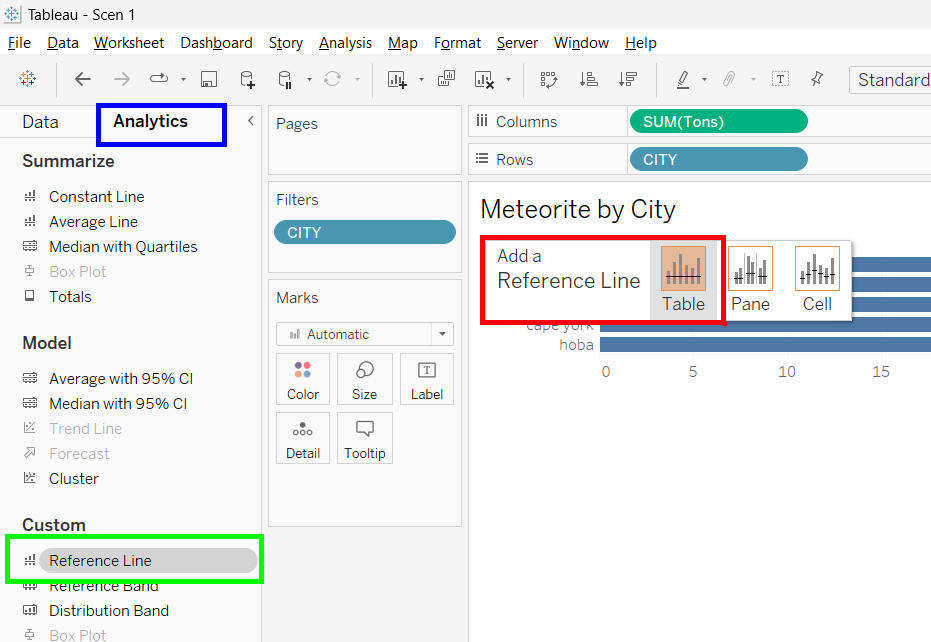 Tableau - Scen 1
File Data Worksheet Dashboard Story Analysis Map Format Server Window Help
Standard
Data Analytics
Summarize
Constant Line
Average Line
Median with Quartiles
Box Plot
Totals
Model
Average with 95% CI
Median with 95% CI
Trend Line
Forecast
Cluster
Custom
Reference Line
Reference Band
Distribution Band
Box Plot
Pages
Filters
CITY
Marks
Automatic
Color Size Label
Detail Tooltip
Columns SUM(Tons)
Rows CITY
Meteorite by City
Add a
Reference Line
Table Pane Cell
cape york
hoba
0 5 10 15